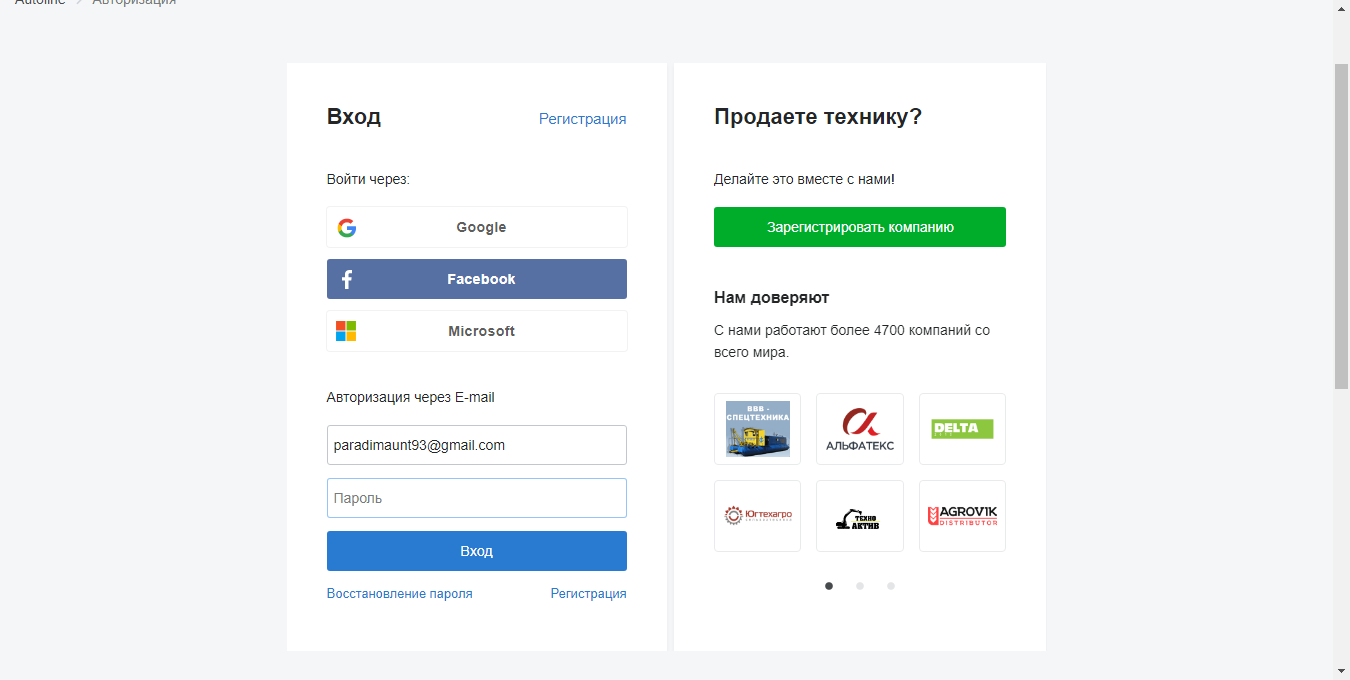 Autoline > Авторизация
Вход
Регистрация
Войти через:
Google
Facebook
Microsoft
Авторизация через E-mail
paradimaunt93@gmail.com
Пароль
Вход
Восстановление пароля
Регистрация
Продаете технику?
Делайте это вместе с нами!
Зарегистрировать компанию
Нам доверяют
С нами работают более 4700 компаний со
всего мира.
ВВВ -
СПЕЦТЕХНИКА
АЛЬФАТЕКС
DELTA
Югтехагро
ТЕХНО
АКТИВ
AGROVIK
DISTRIBUTOR